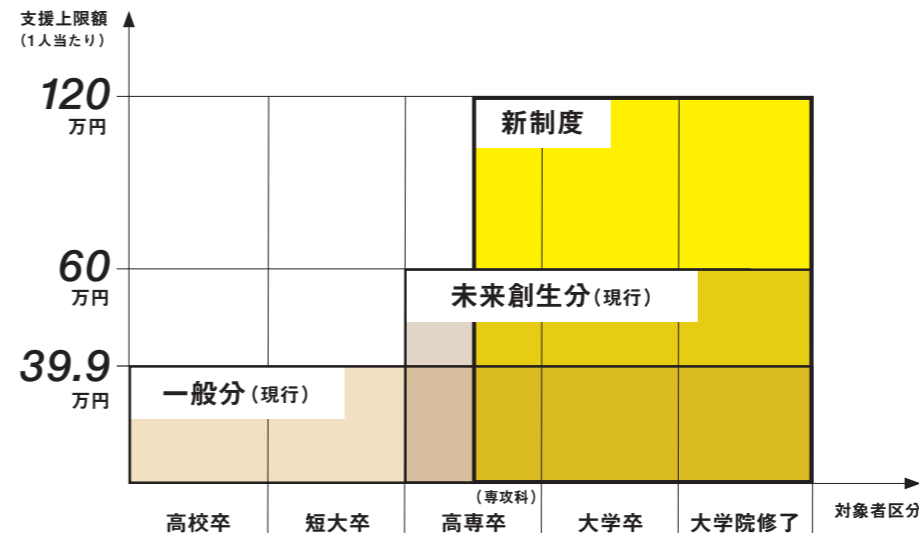 支援上限額
(1人当たり)
120
万円
新制度
60
万円
未来創生分(現行)
39.9
万円
一般分(現行)
(専攻科)
高校卒
短大卒
高専卒
大学卒
大学院修了
対象者区分